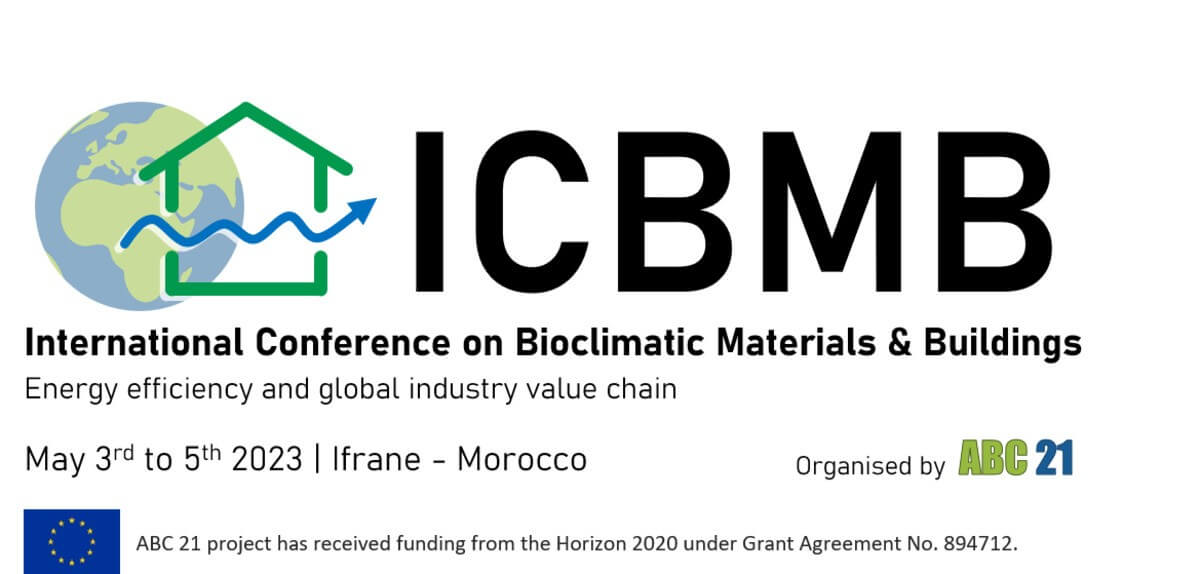 ICBMB
International Conference on Bioclimatic Materials & Buildings
Energy efficiency and global industry value chain
May 3rd to 5th 2023 | Ifrane - Morocco
Organised by ABC 21
ABC 21 project has received funding from the Horizon 2020 under Grant Agreement No. 894712.